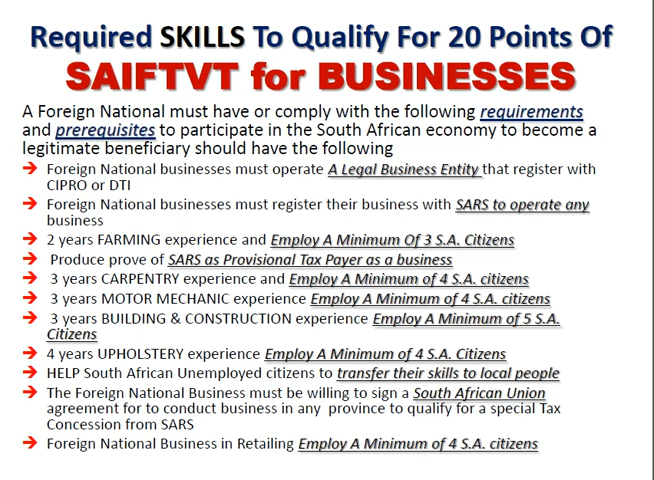 Required SKILLS To Qualify For 20 Points Of
SAIFTVT for BUSINESSES
A Foreign National must have or comply with the following requirements
and prerequisites to participate in the South African economy to become a
legitimate beneficiary should have the following
→ Foreign National businesses must operate A Legal Business Entity that register with
CIPRO or DTI
→ Foreign National businesses must register their business with SARS to operate any
business
→ 2 years FARMING experience and Employ A Minimum Of 3 S.A. Citizens
→ Produce prove of SARS as Provisional Tax Payer as a business
→ 3 years CARPENTRY experience and Employ A Minimum of 4 S.A. citizens
→ 3 years MOTOR MECHANIC experience Employ A Minimum of 4 S.A. citizens
→ 3 years BUILDING & CONSTRUCTION experience Employ A Minimum of 5 S.A.
Citizens
→ 4 years UPHOLSTERY experience Employ A Minimum of 4 S.A. Citizens
→ HELP South African Unemployed citizens to transfer their skills to local people
→ The Foreign National Business must be willing to sign a South African Union
agreement for to conduct business in any province to qualify for a special Tax
Concession from SARS
→ Foreign National Business in Retailing Employ A Minimum of 4 S.A. citizens